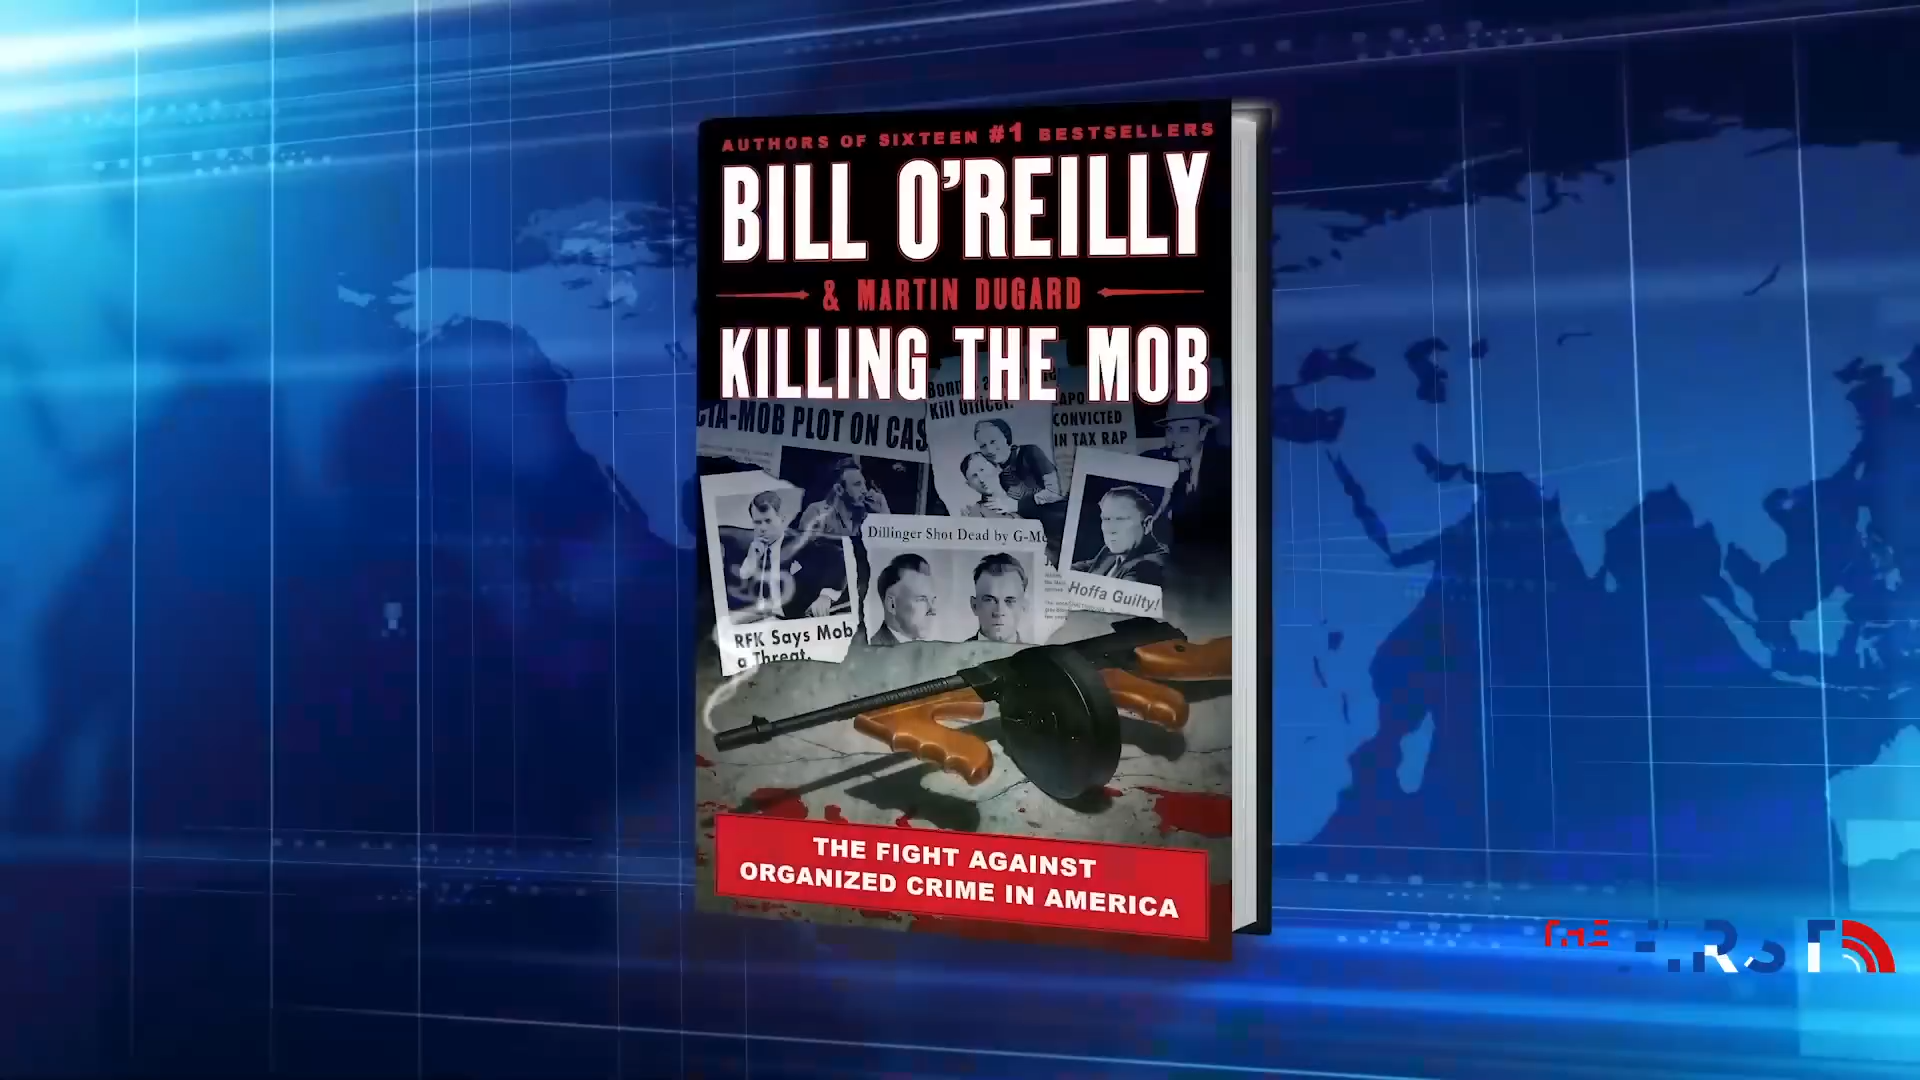 AUTHORS OF SIXTEEN #1 BESTSELLERS
BILL O'REILLY
& MARTIN DUGARD
KILLING THE MOB
CIA-MOB PLOT ON CAS
Kill Officer.
CONVICTED
IN TAX RAP
Dillinger Shot Dead by G-Me
Hoffa Guilty!
RFK Says Mob
a Threat.
THE FIGHT AGAINST
ORGANIZED CRIME IN AMERICA
THE FIRST